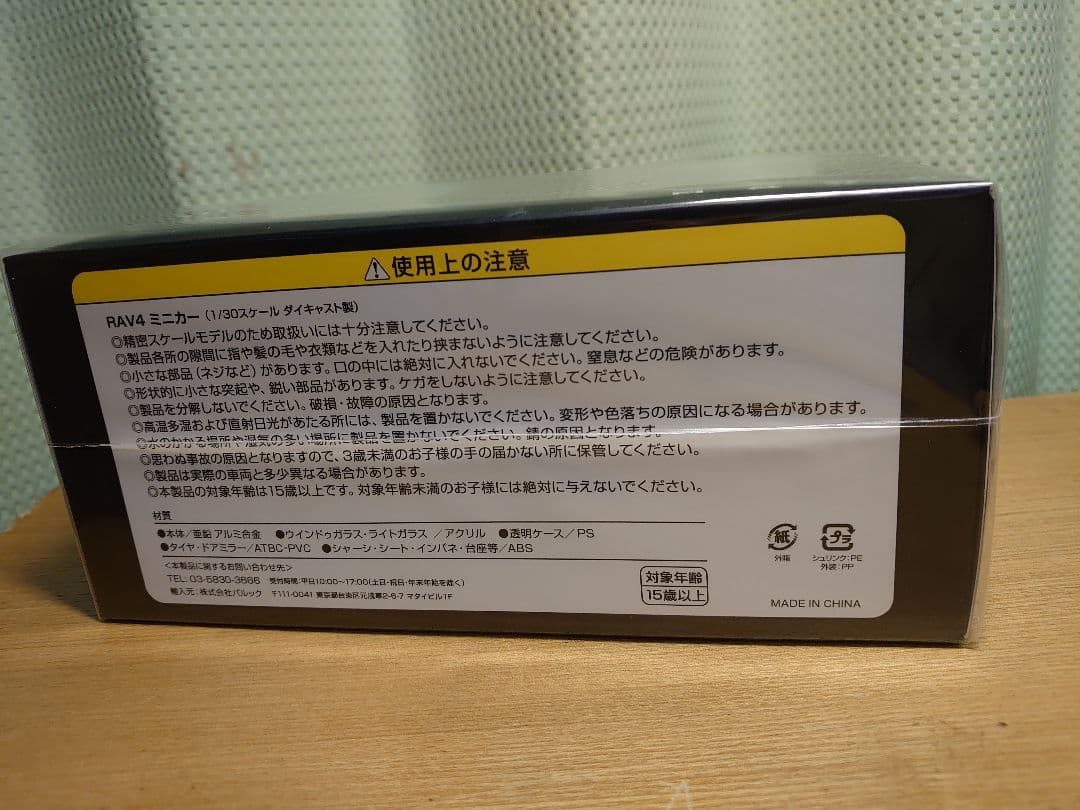 ⚠使用上の注意
RAV4 ミニカー（1/30スケール ダイキャスト製）
◎精密スケールモデルのため取扱いには十分注意してください。
◎製品各所の隙間に指や髪の毛や衣類などを入れたり挟まないように注意してください。
◎小さな部品（ネジなど）があります。口の中には絶対に入れないでください。窒息などの危険があります。
◎形状的に小さな突起や、鋭い部品があります。ケガをしないように注意してください。
◎製品を分解しないでください。破損・故障の原因となります。
◎高温多湿および直射日光があたる所には、製品を置かないでください。変形や色落ちの原因になる場合があります。
◎水のかかる場所や湿気の多い場所に製品を置かないでください。錆の原因となります。
◎思わぬ事故の原因となりますので、3歳未満のお子様の手の届かない所に保管してください。
◎製品は実際の車両と多少異なる場合があります。
◎本製品の対象年齢は15歳以上です。対象年齢未満のお子様には絶対に与えないでください。
材質
●本体／亜鉛 アルミ合金 ●ウインドゥガラス・ライトガラス ／アクリル ●透明ケース／PS
●タイヤ・ドアミラー／ATBC-PVC ●シャーシ・シート・インパネ・台座等／ABS
＜本製品に関するお問い合わせ先＞
TEL: 03-5830-3666 受付時間:平日10:00〜17:00(土日・祝日・年末年始を除く)
輸入元：株式会社バルック 〒111-0041 東京都台東区元浅草2-6-7 マタイビル1F
対象年齢
15歳以上
紙
外箱
プラ
シュリンク:PE
外装:PP
MADE IN CHINA